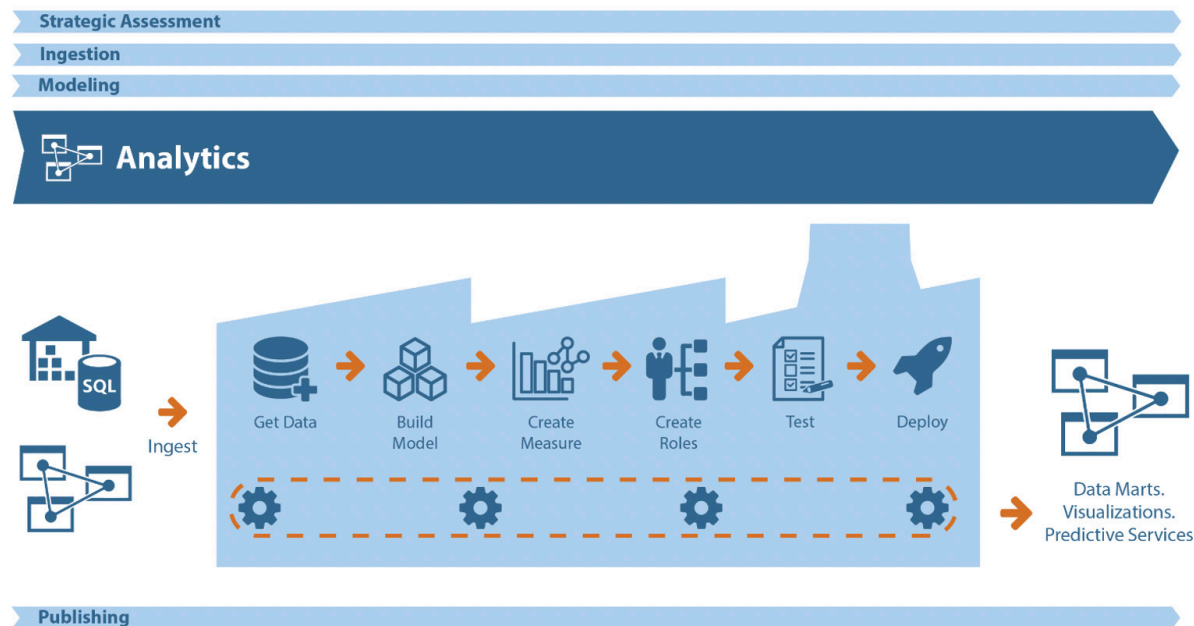 Strategic Assessment
Ingestion
Modeling
Analytics
SQL
Ingest
Get Data
Build
Model
Create
Measure
Create
Roles
Test
Deploy
Data Marts.
Visualizations.
Predictive Services
Publishing